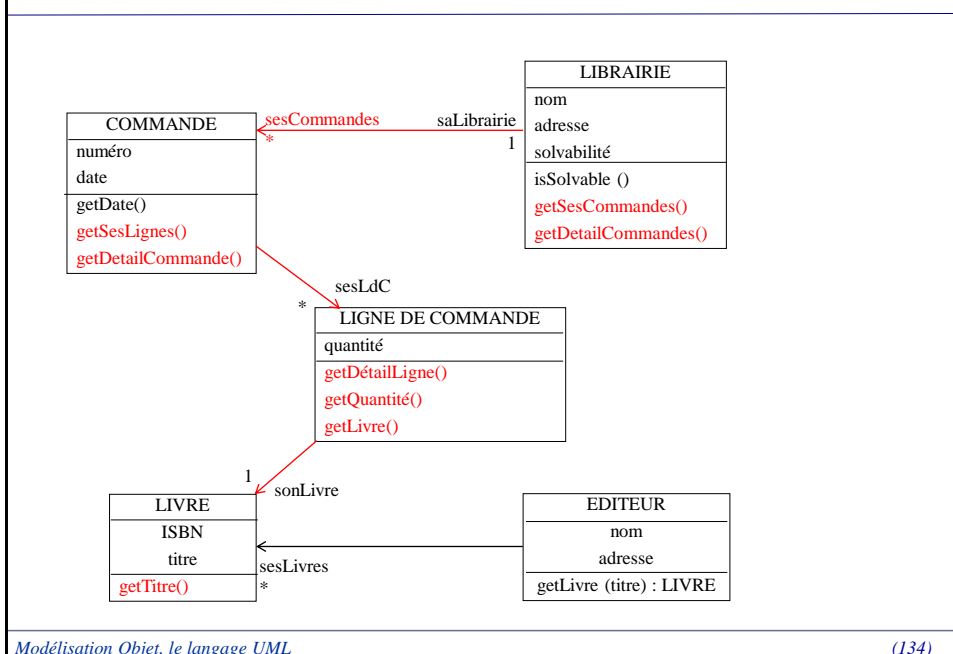 LIBRAIRIE
nom
adresse
solvabilité
isSolvable ()
getSesCommandes()
getDetailCommandes()
sesCommandes
*
saLibrairie
1
COMMANDE
numéro
date
getDate()
getSesLignes()
getDetailCommande()
sesLdC
*
LIGNE DE COMMANDE
quantité
getDétailLigne()
getQuantité()
getLivre()
1
sonLivre
LIVRE
ISBN
titre
getTitre()
sesLivres
*
EDITEUR
nom
adresse
getLivre (titre) : LIVRE
Modélisation Objet, le langage UML
(134)